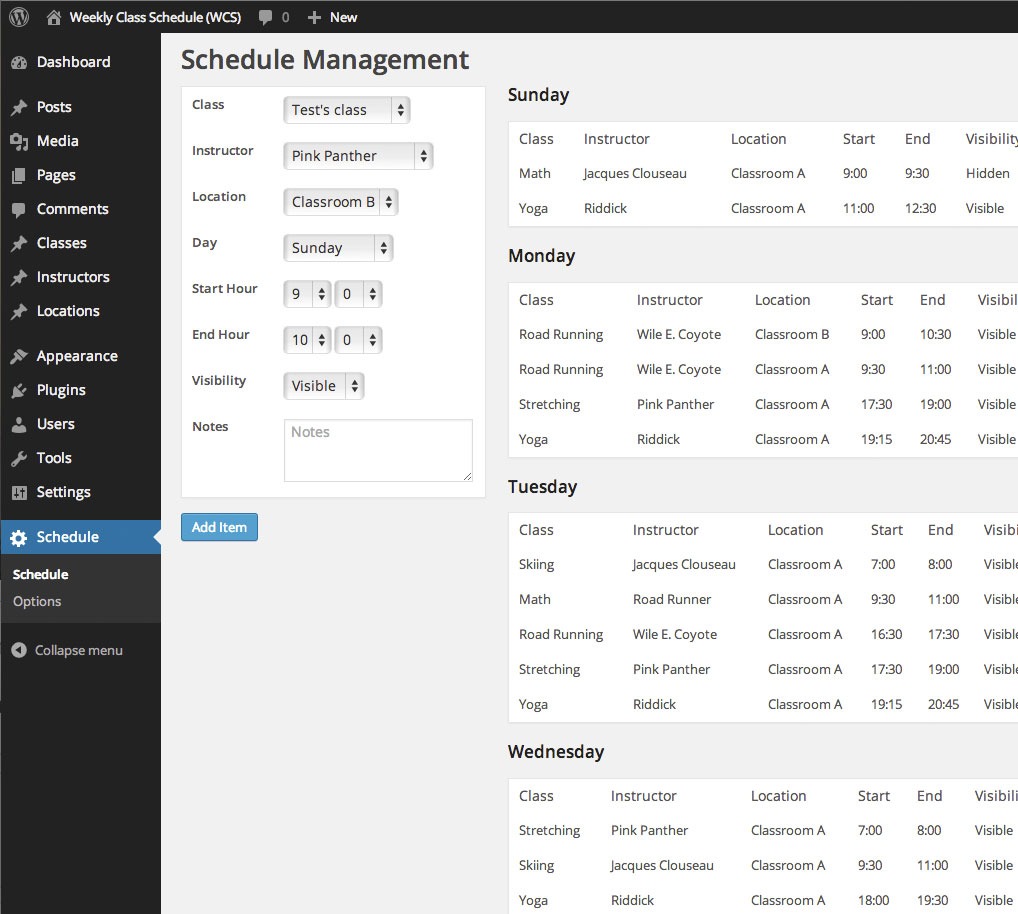 Weekly Class Schedule (WCS) 0 New
Dashboard
Posts
Media
Pages
Comments
Classes
Instructors
Locations
Appearance
Plugins
Users
Tools
Settings
Schedule
Schedule
Options
Collapse menu
Schedule Management
Class Test's class
Instructor Pink Panther
Location Classroom B
Day Sunday
Start Hour 9 0
End Hour 10 0
Visibility Visible
Notes Notes
Add Item
Sunday
Class Instructor Location Start End Visibility
Math Jacques Clouseau Classroom A 9:00 9:30 Hidden
Yoga Riddick Classroom A 11:00 12:30 Visible
Monday
Class Instructor Location Start End Visibil
Road Running Wile E. Coyote Classroom B 9:00 10:30 Visible
Road Running Wile E. Coyote Classroom A 9:30 11:00 Visible
Stretching Pink Panther Classroom A 17:30 19:00 Visible
Yoga Riddick Classroom A 19:15 20:45 Visible
Tuesday
Class Instructor Location Start End Visibi
Skiing Jacques Clouseau Classroom A 7:00 8:00 Visible
Math Road Runner Classroom A 9:30 11:00 Visible
Road Running Wile E. Coyote Classroom A 16:30 17:30 Visible
Stretching Pink Panther Classroom A 17:30 19:00 Visible
Yoga Riddick Classroom A 19:15 20:45 Visible
Wednesday
Class Instructor Location Start End Visibili
Stretching Pink Panther Classroom A 7:00 8:00 Visible
Skiing Jacques Clouseau Classroom A 9:30 11:00 Visible
Yoga Riddick Classroom A 18:00 19:30 Visible